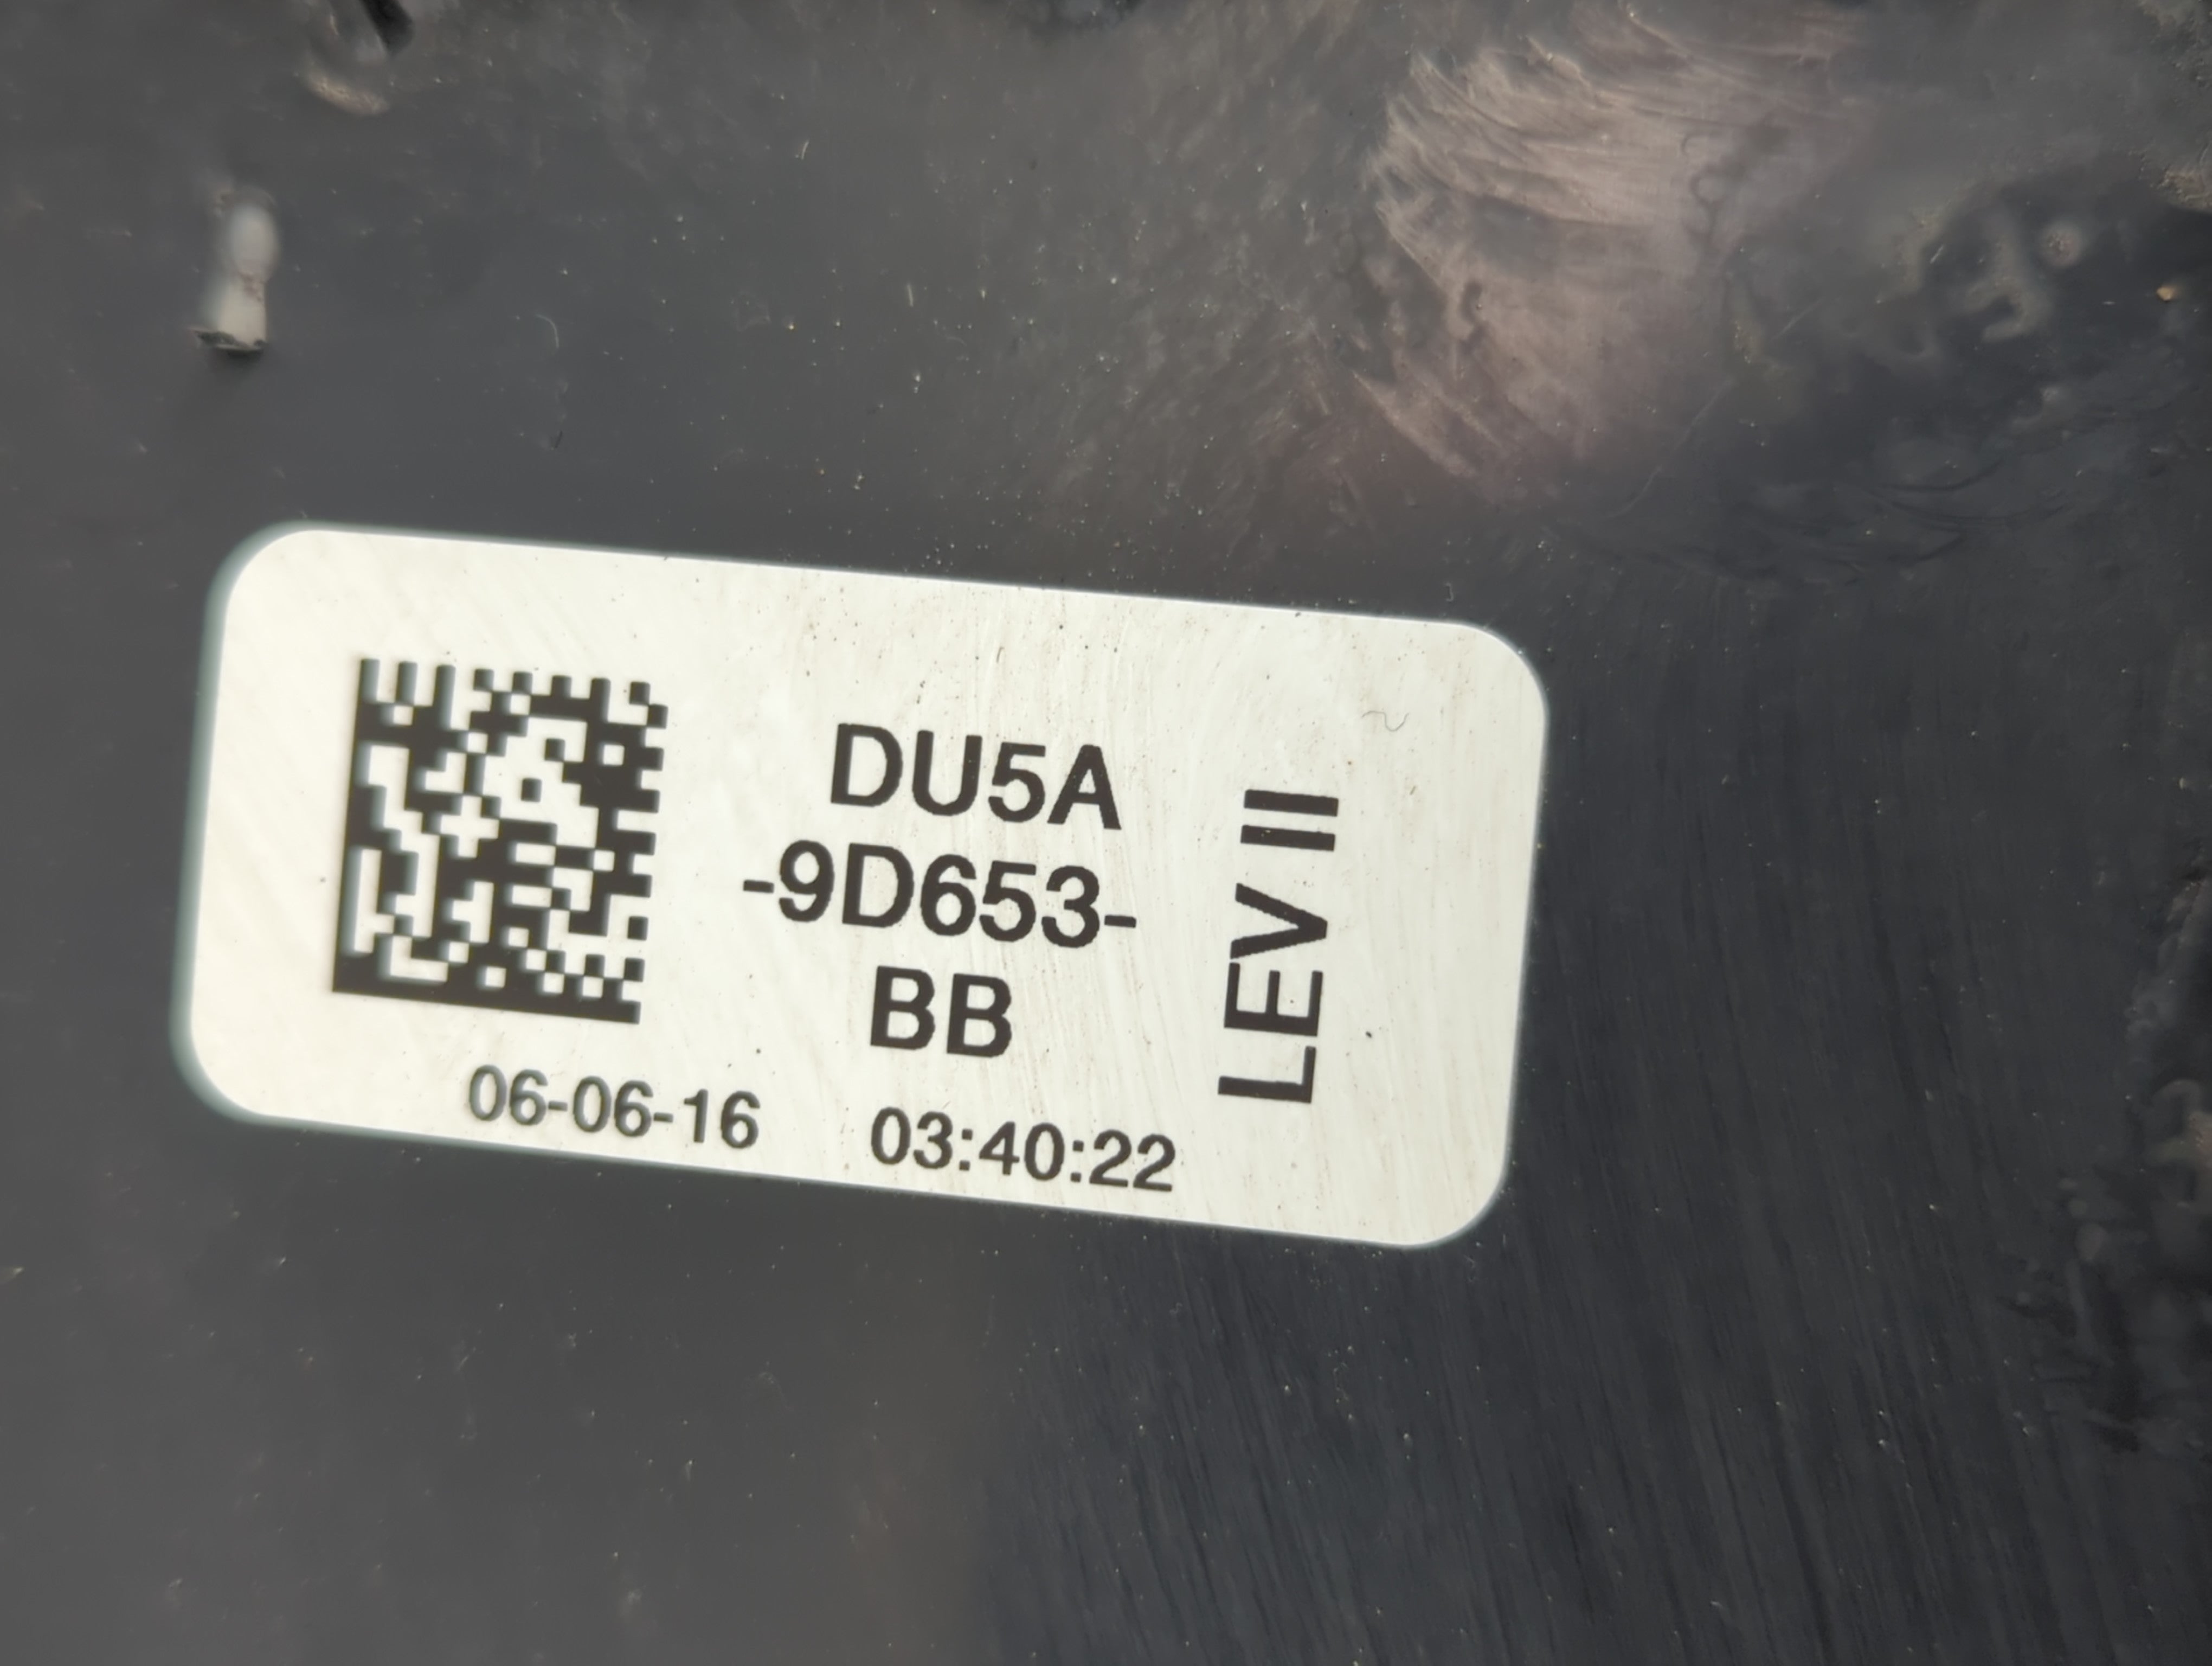 DU5A
-9D653-
BB
LEV II
06-06-16 03:40:22